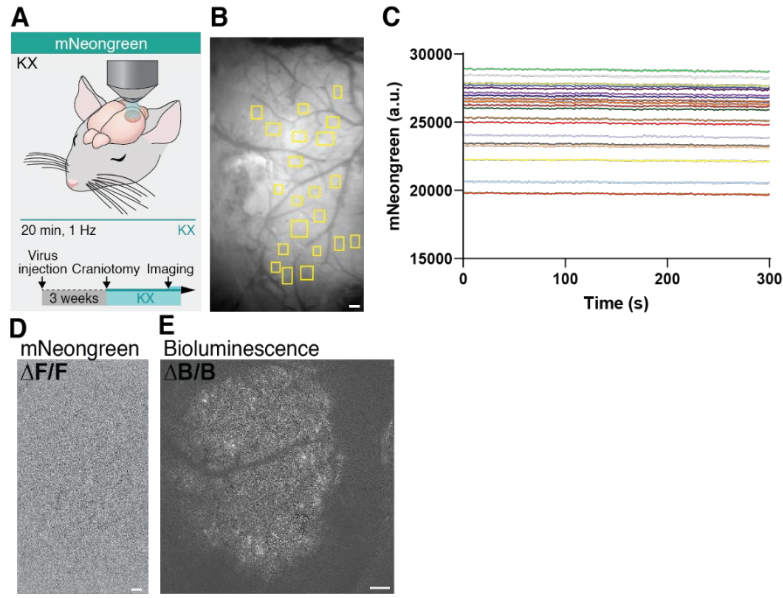 A
mNeongreen
KX
20 min, 1 Hz
KX
Virus
injection
Craniotomy
Imaging
3 weeks
KX
B
C
30000
25000
20000
15000
mNeongreen (a.u.)
0
100
200
300
Time (s)
D
mNeongreen
ΔF/F
E
Bioluminescence
ΔB/B